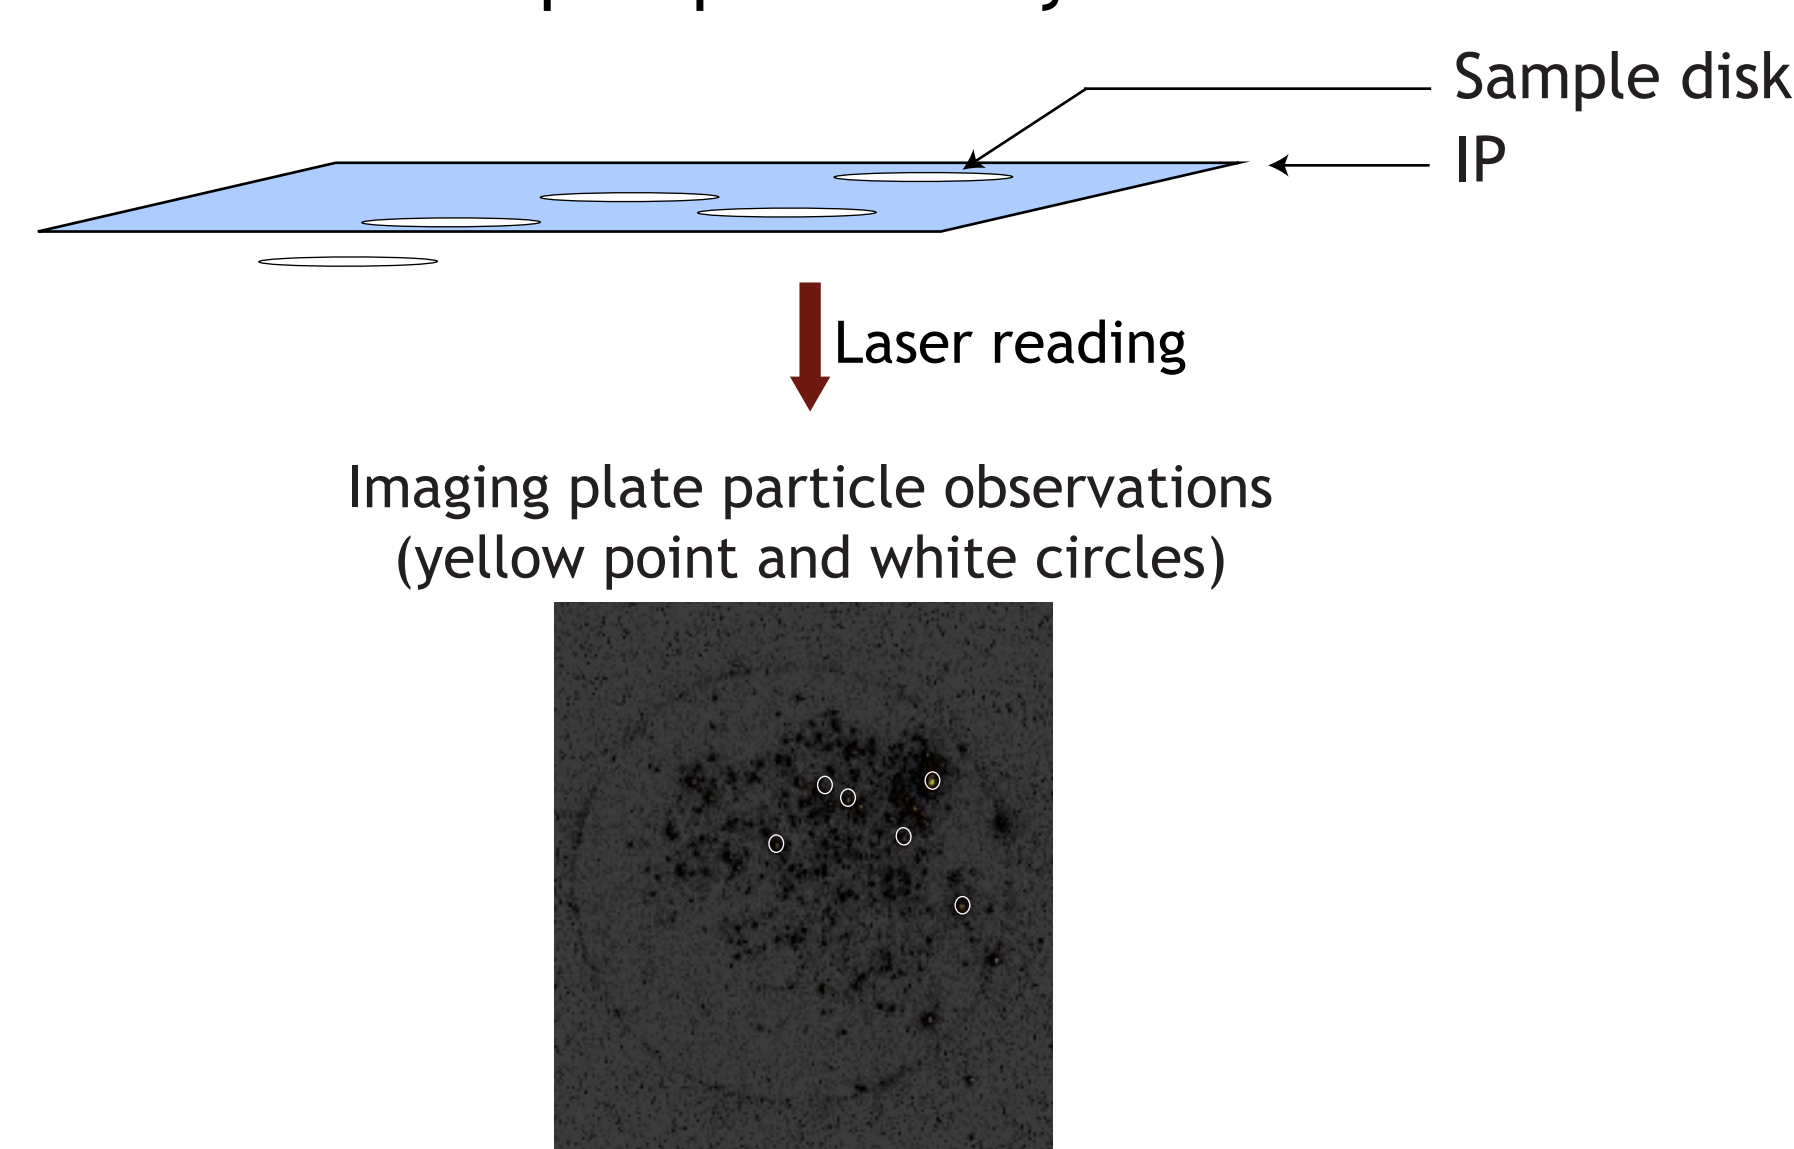 Sample disk
IP
Laser reading
Imaging plate particle observations
(yellow point and white circles)